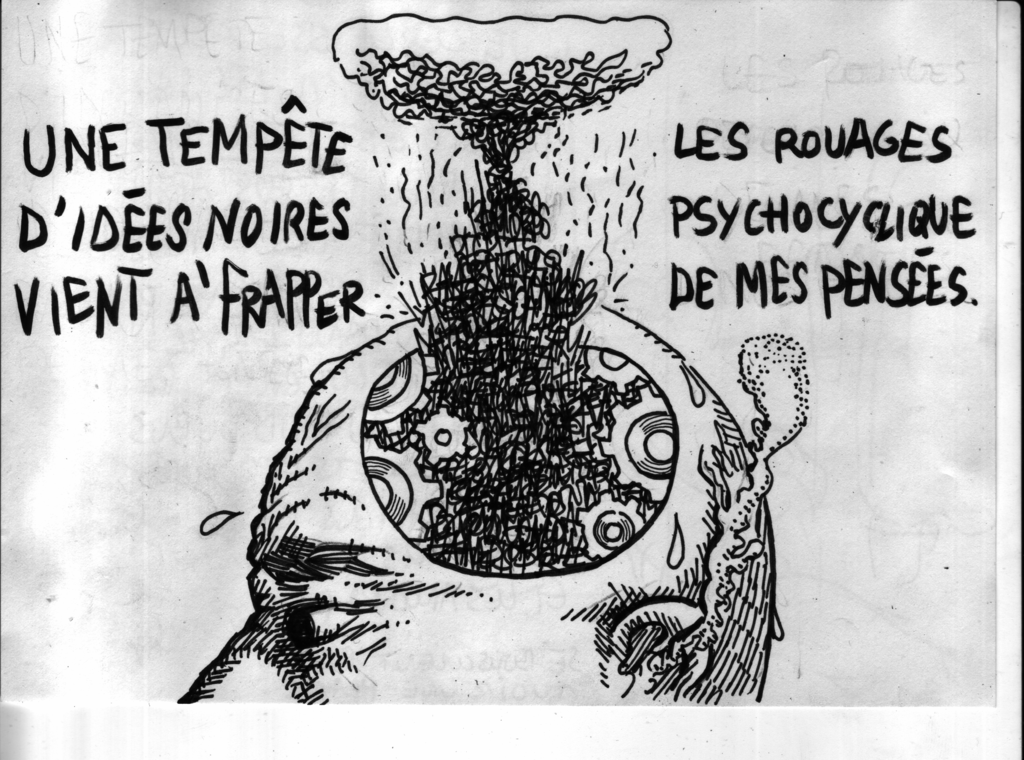 UNE TEMPÊTE
D'IDÉES NOIRES
VIENT A' FRAPPER
LES ROUAGES
PSYCHOCYCLIQUE
DE MES PENSÉES.